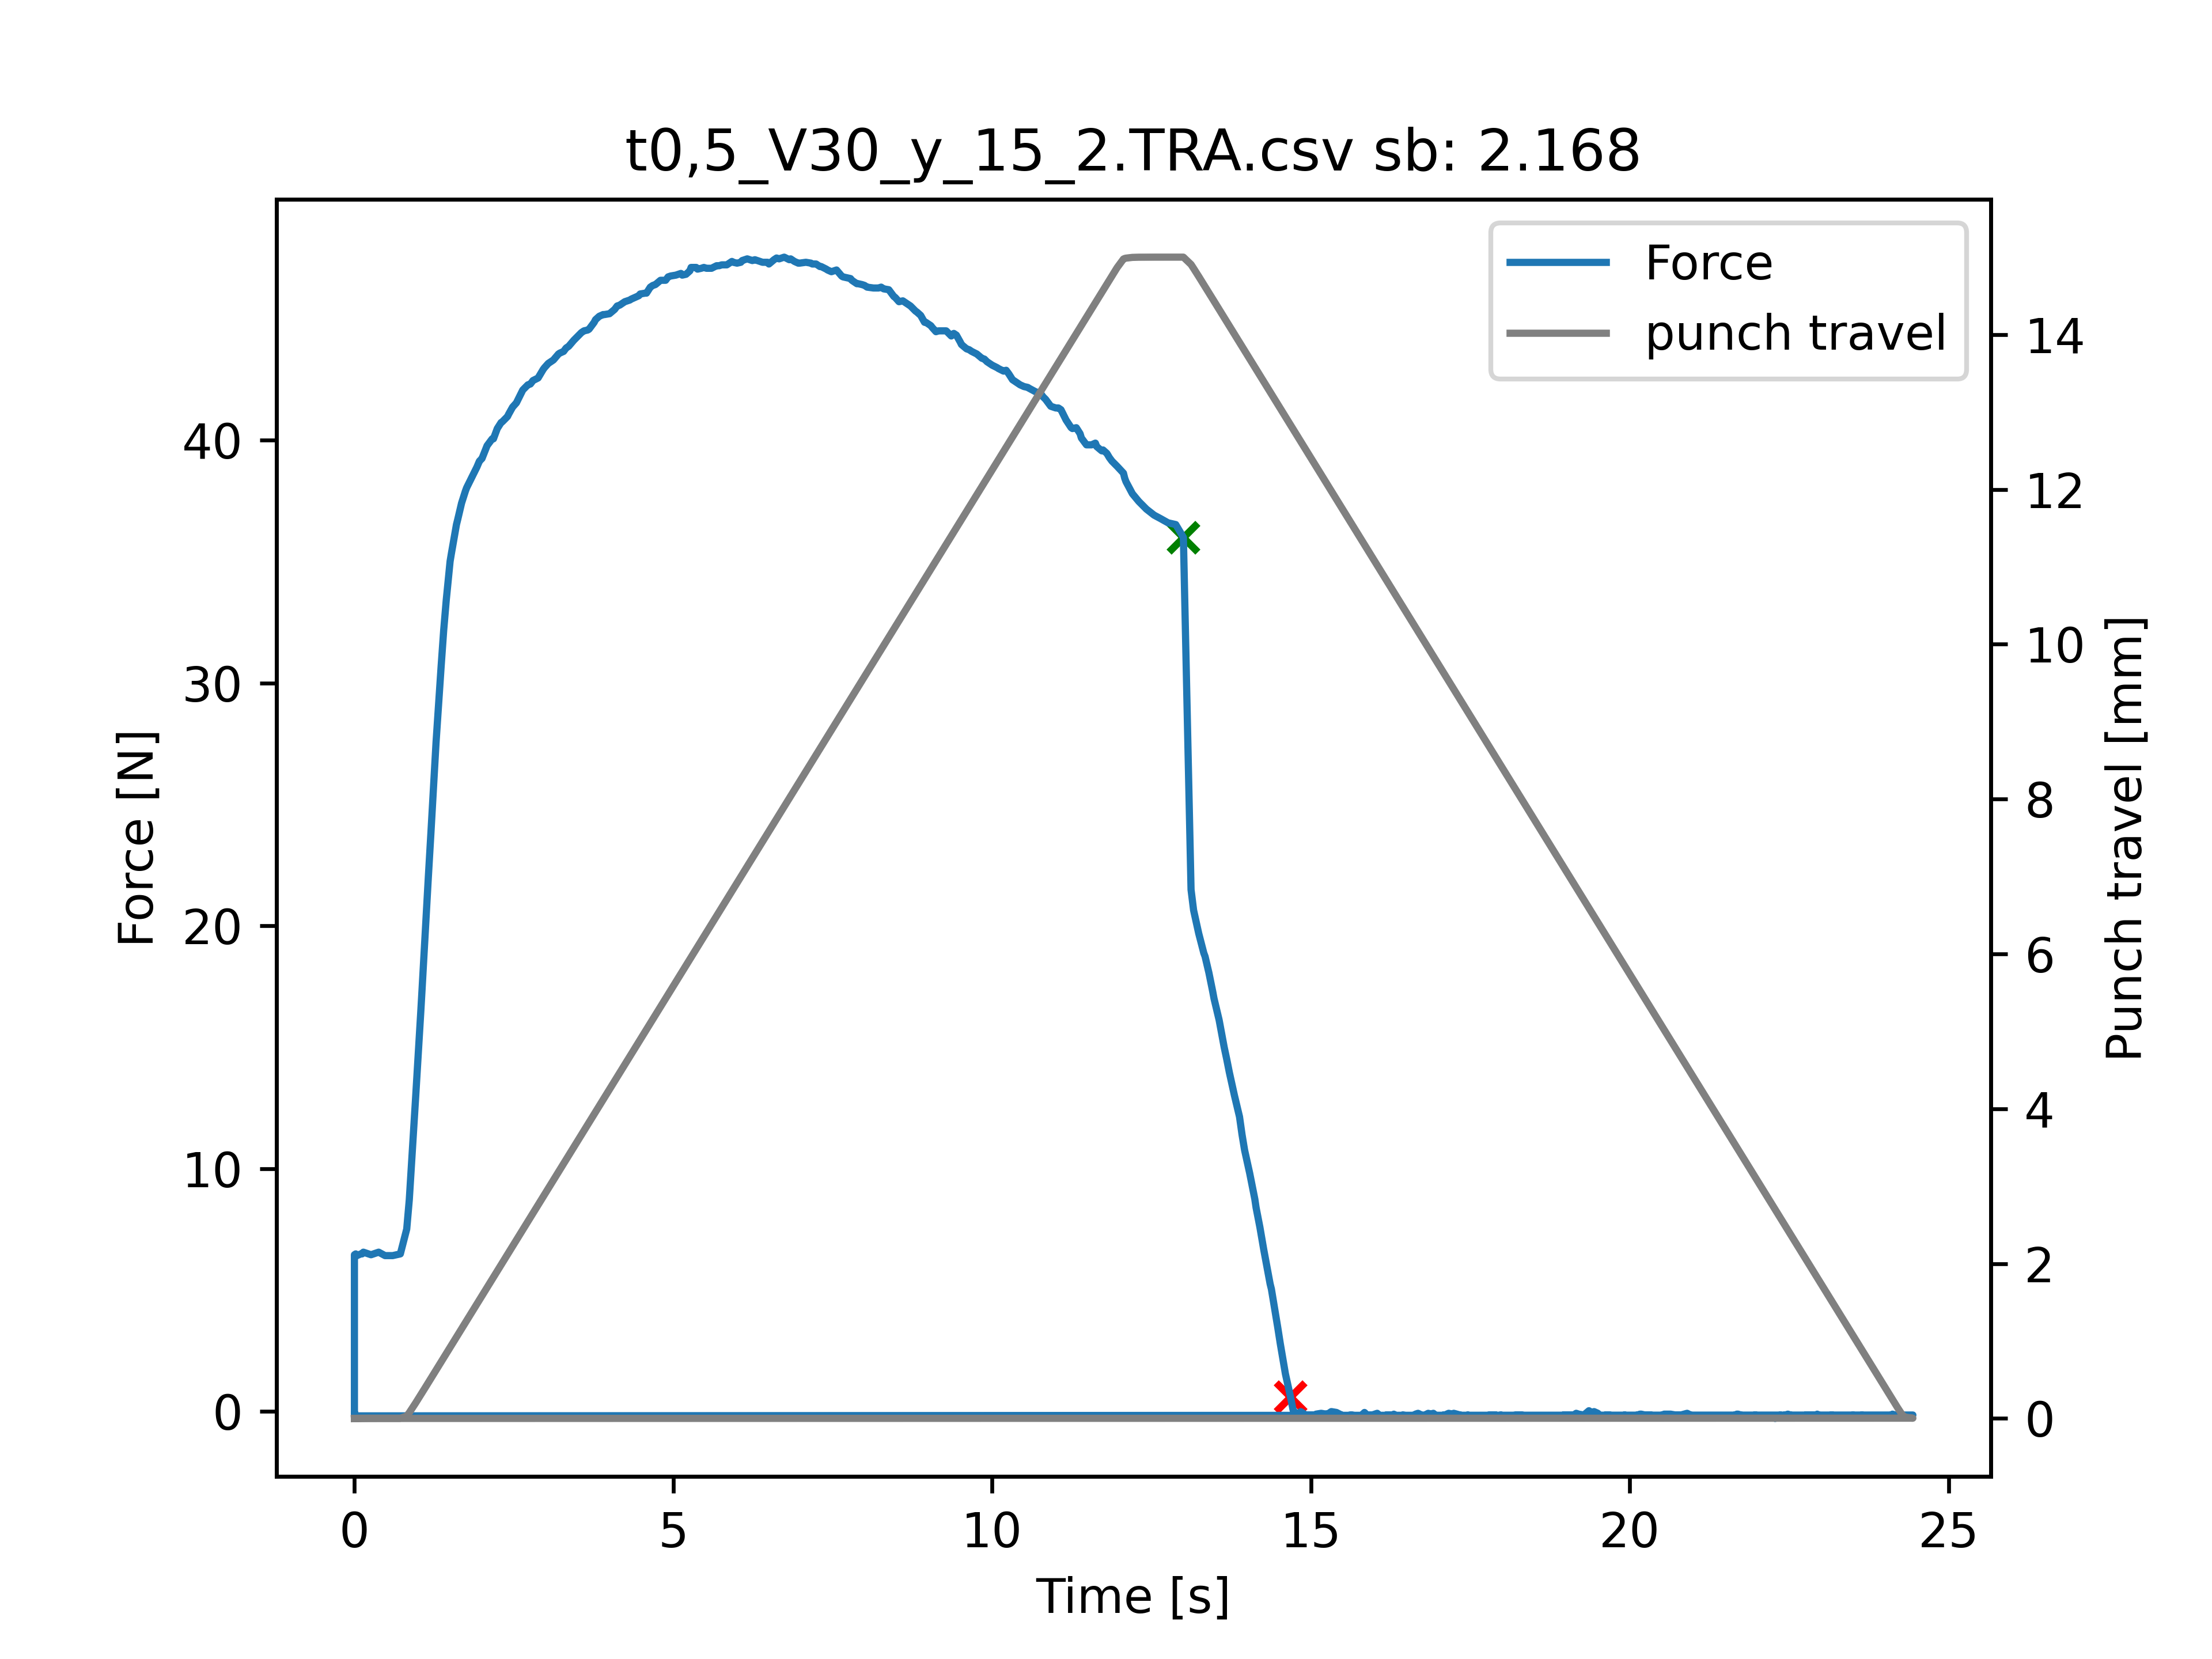 t0,5_V30_y_15_2.TRA.csv sb: 2.168
Force
punch travel
Force [N]
40
30
20
10
0
14
12
10
8
6
4
2
0
Punch travel [mm]
0 5 10 15 20 25
Time [s]